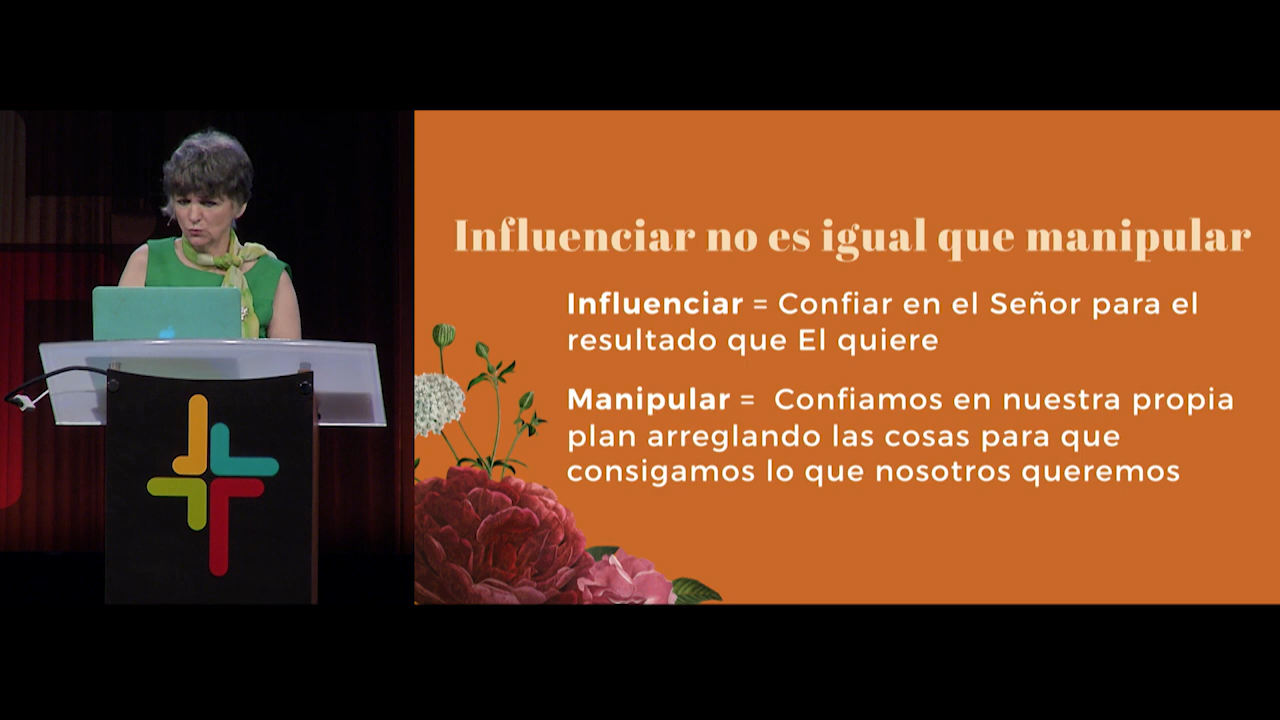 Influenciar no es igual que manipular
Influenciar = Confiar en el Señor para el
resultado que El quiere
Manipular = Confiamos en nuestra propia
plan arreglando las cosas para que
consigamos lo que nosotros queremos